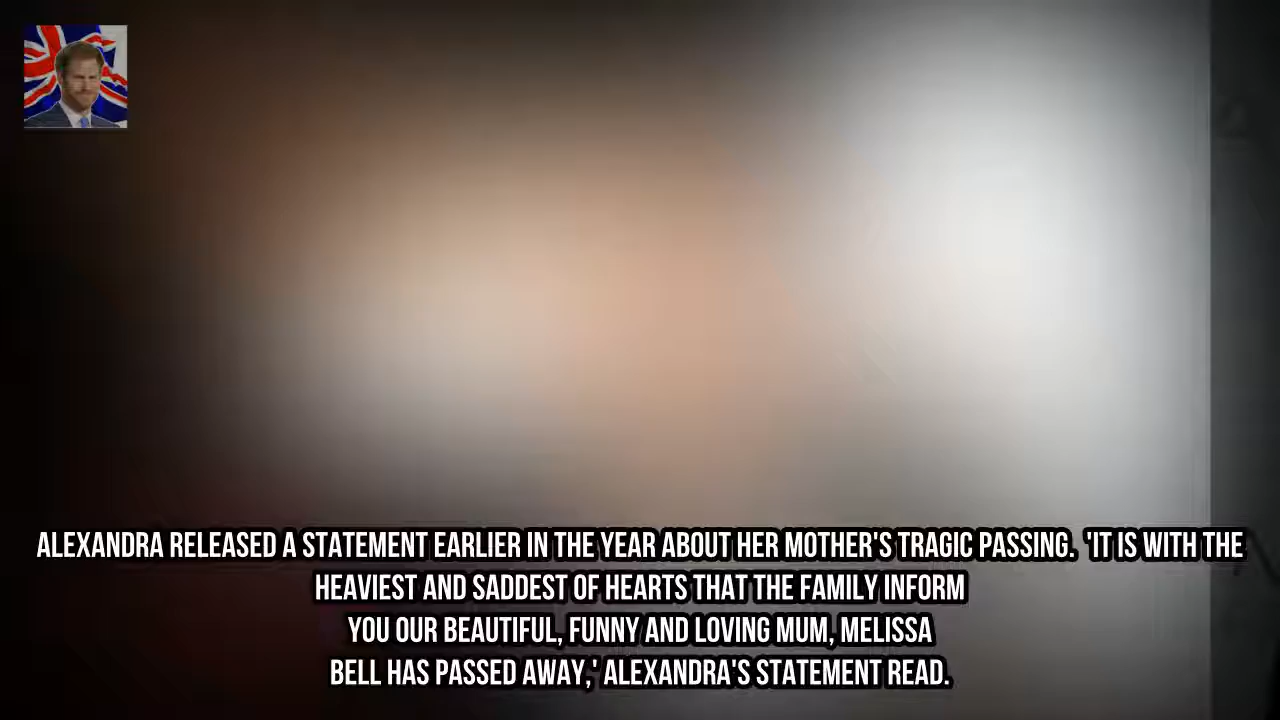 ALEXANDRA RELEASED A STATEMENT EARLIER IN THE YEAR ABOUT HER MOTHER'S TRAGIC PASSING. 'IT IS WITH THE
HEAVIEST AND SADDEST OF HEARTS THAT THE FAMILY INFORM
YOU OUR BEAUTIFUL, FUNNY AND LOVING MUM, MELISSA
BELL HAS PASSED AWAY,' ALEXANDRA'S STATEMENT READ.